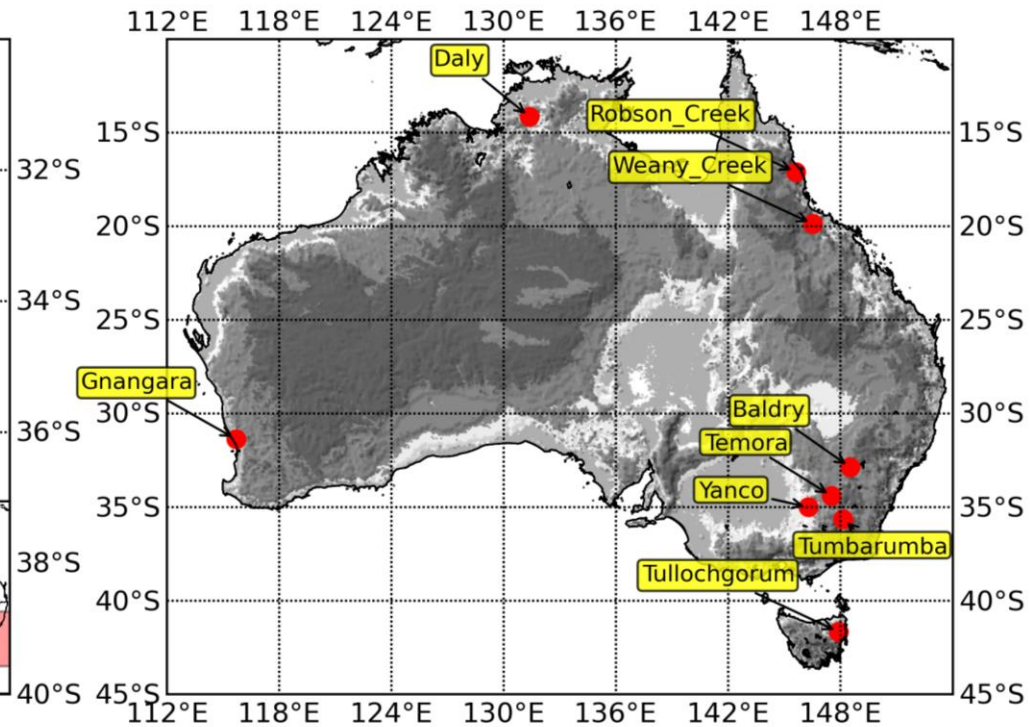 112°E 118°E 124°E 130°E 136°E 142°E 148°E
Daly
Robson_Creek
15°S 15°S
32°S
Weany_Creek
20°S 20°S
34°S
25°S 25°S
Gnangara
30°S 30°S
Baldry
36°S
Temora
Yanco
35°S 35°S
Tumbarumba
38°S
Tullochgorum
40°S 40°S
40°S 45°S 45°S
112°E 118°E 124°E 130°E 136°E 142°E 148°E